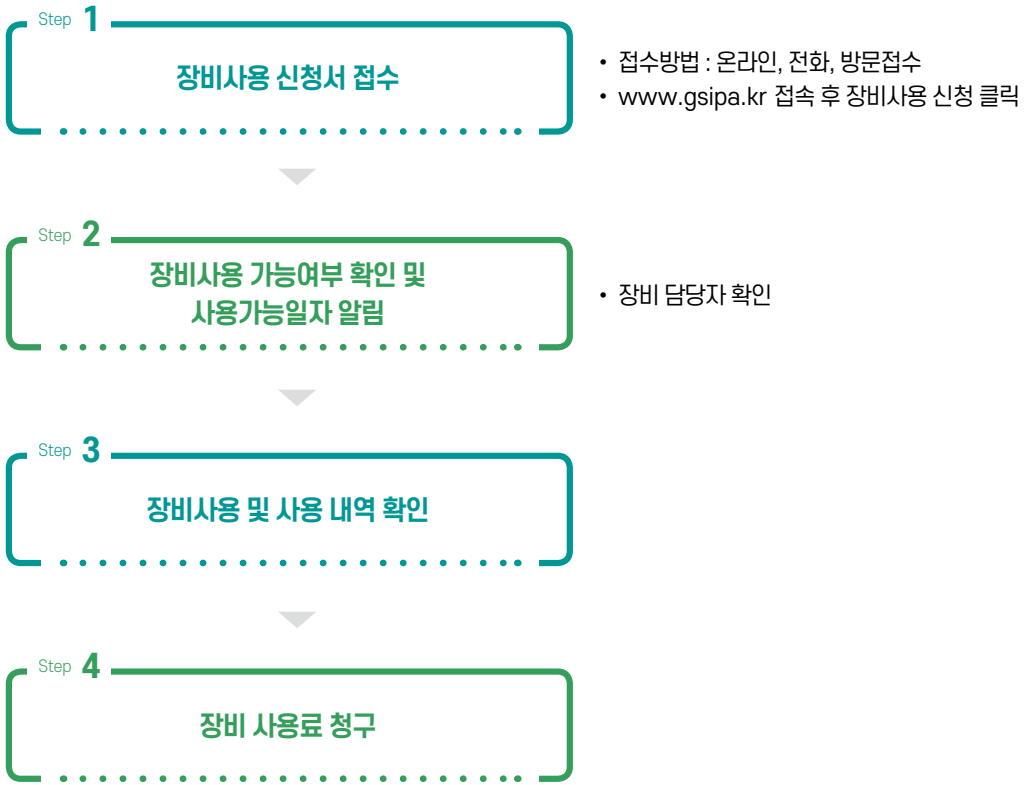 Step 1
장비사용 신청서 접수
• 접수방법 : 온라인, 전화, 방문접수
• www.gsipa.kr 접속 후 장비사용 신청 클릭
Step 2
장비사용 가능여부 확인 및
사용가능일자 알림
• 장비 담당자 확인
Step 3
장비사용 및 사용 내역 확인
Step 4
장비 사용료 청구